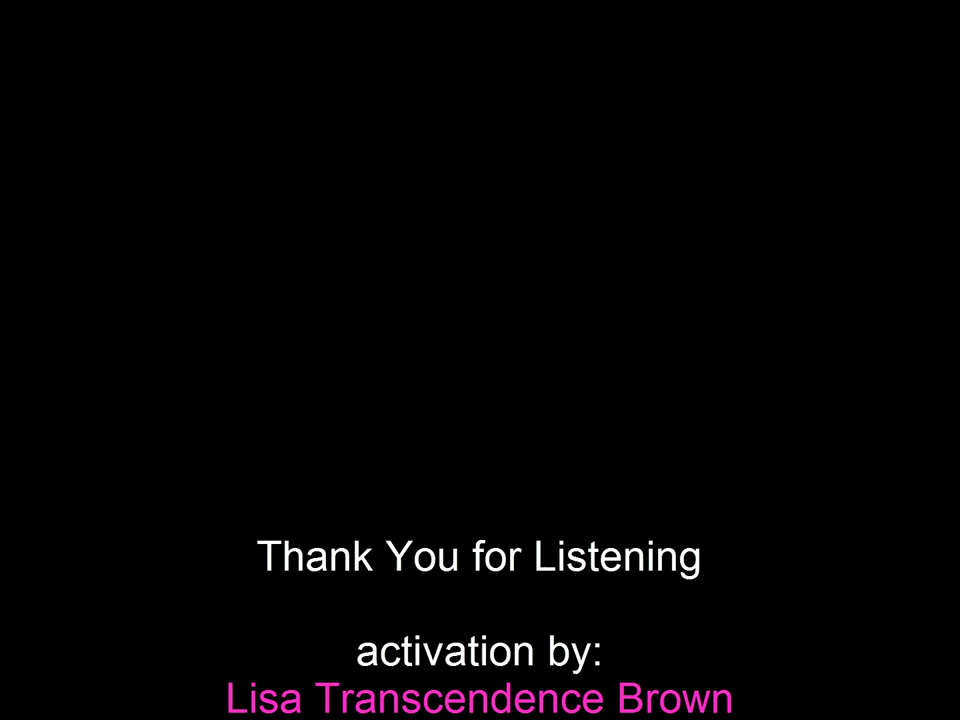 Thank You for Listening
activation by:
Lisa Transcendence Brown